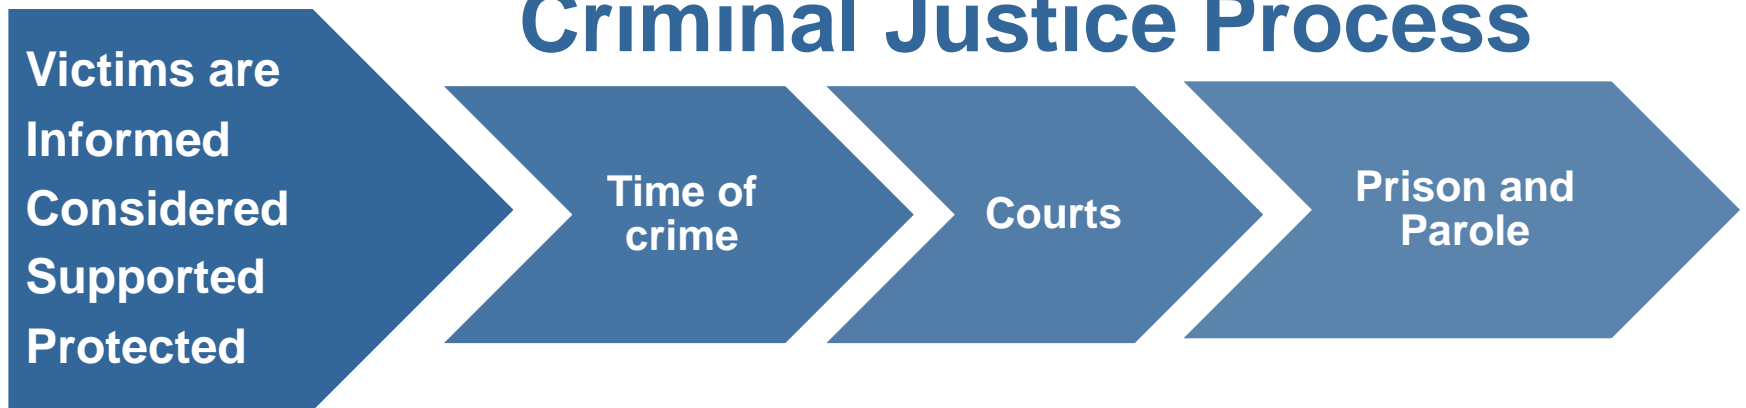 Criminal Justice Process
Victims are
Informed
Considered
Supported
Protected
Time of
crime
Courts
Prison and
Parole